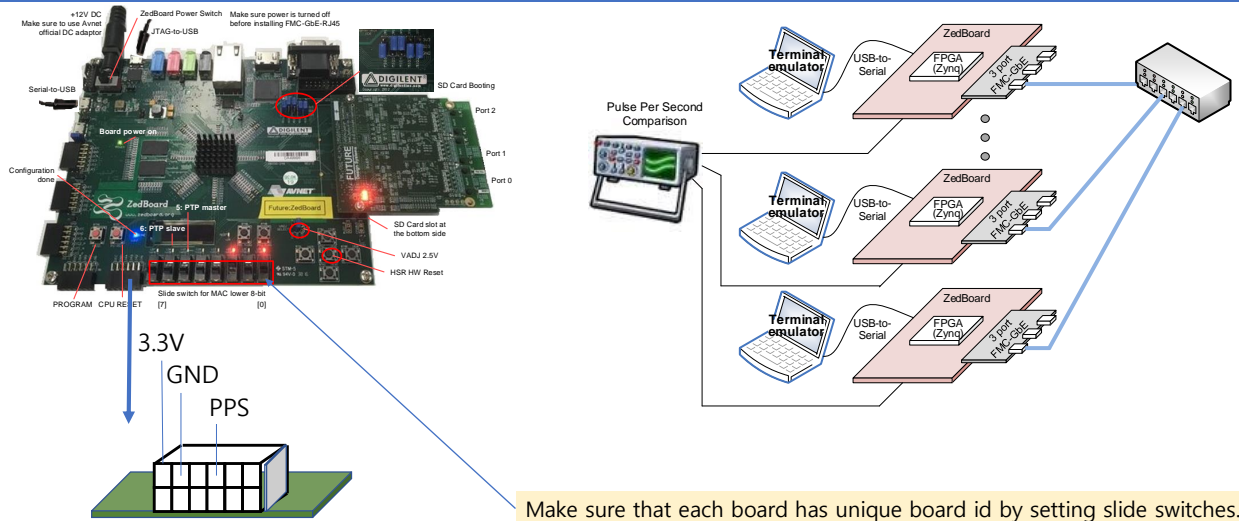 +12V DC
Make sure to use Avnet
official DC adaptor
ZedBoard Power Switch
JTAG-to-USB
Make sure power is turned off
before installing FMC-GbE-RJ45
Serial-to-USB
SD Card Booting
DIGILENT
Port 2
Port 1
Port 0
Board power on
DIGILENT
FUTURE
AVNET
Configuration
done
ZedBoard
5: PTP master
6: PTP slave
Future:ZedBoard
SD Card slot at
the bottom side
VADJ 2.5V
HSR HW Reset
PROGRAM
CPU RESET
Slide switch for MAC lower 8-bit
[7]
[0]
3.3V
GND
PPS
Pulse Per Second
Comparison
Terminal
emulator
USB-to-
Serial
ZedBoard
FPGA
(Zynq)
3 port
FMC-GbE
Terminal
emulator
USB-to-
Serial
ZedBoard
FPGA
(Zynq)
3 port
FMC-GbE
Terminal
emulator
USB-to-
Serial
ZedBoard
FPGA
(Zynq)
3 port
FMC-GbE
Make sure that each board has unique board id by setting slide switches.